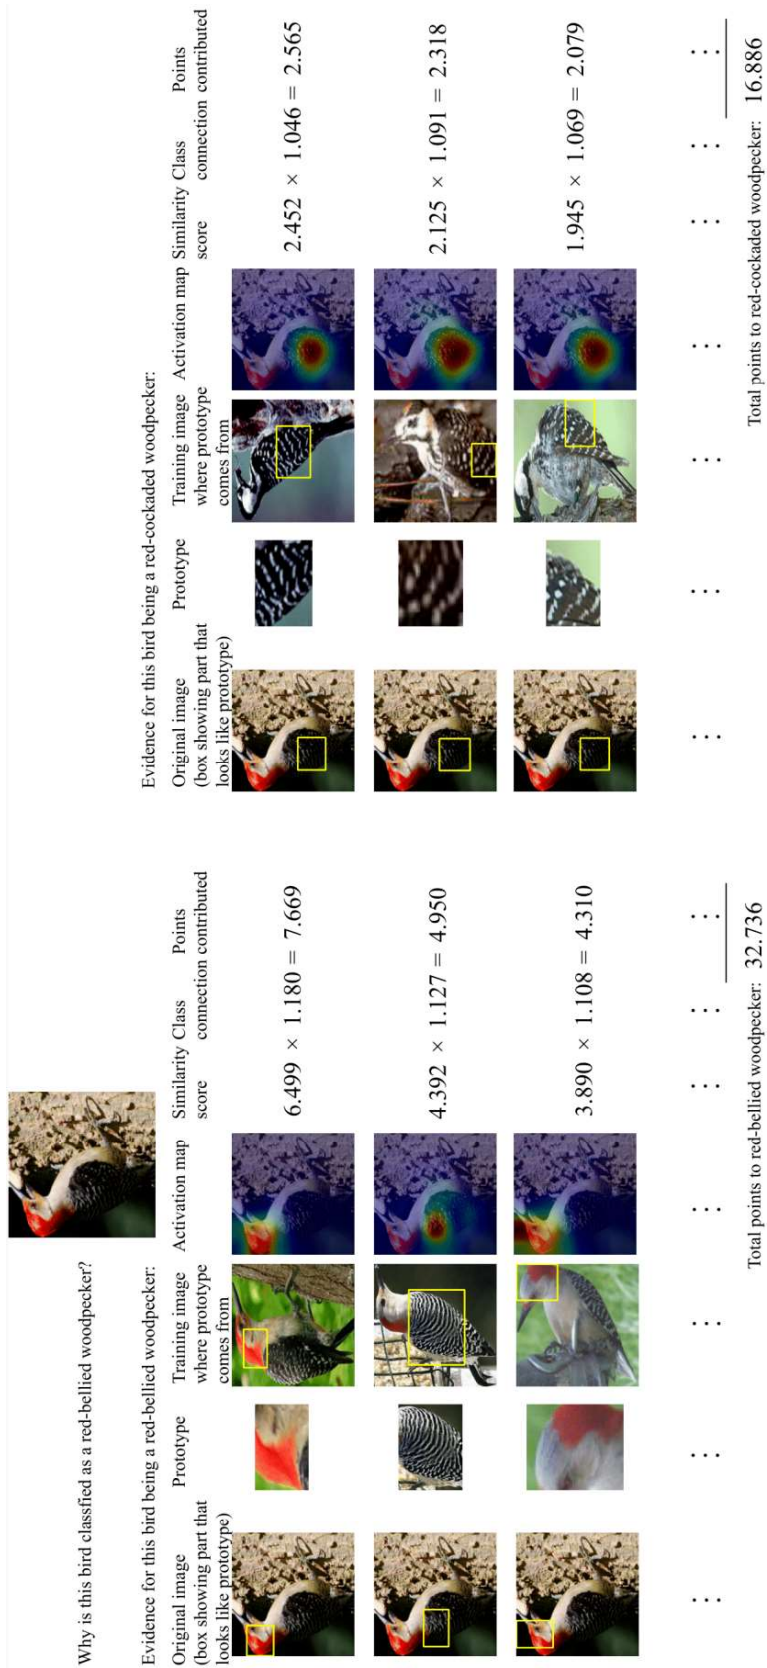 Why is this bird classfied as a red-bellied woodpecker?
Evidence for this bird being a red-bellied woodpecker:
Original image
(box showing part that
looks like prototype)
Prototype
Training image
where prototype
comes from
Activation map
Similarity
score
Class
connection
Points
contributed
6.499 × 1.180 = 7.669
4.392 × 1.127 = 4.950
3.890 × 1.108 = 4.310
... ... ... ... ... ... ...
Total points to red-bellied woodpecker: 32.736
Evidence for this bird being a red-cockaded woodpecker:
Original image
(box showing part that
looks like prototype)
Prototype
Training image
where prototype
comes from
Activation map
Similarity
score
Class
connection
Points
contributed
2.452 × 1.046 = 2.565
2.125 × 1.091 = 2.318
1.945 × 1.069 = 2.079
... ... ... ... ... ... ...
Total points to red-cockaded woodpecker: 16.886